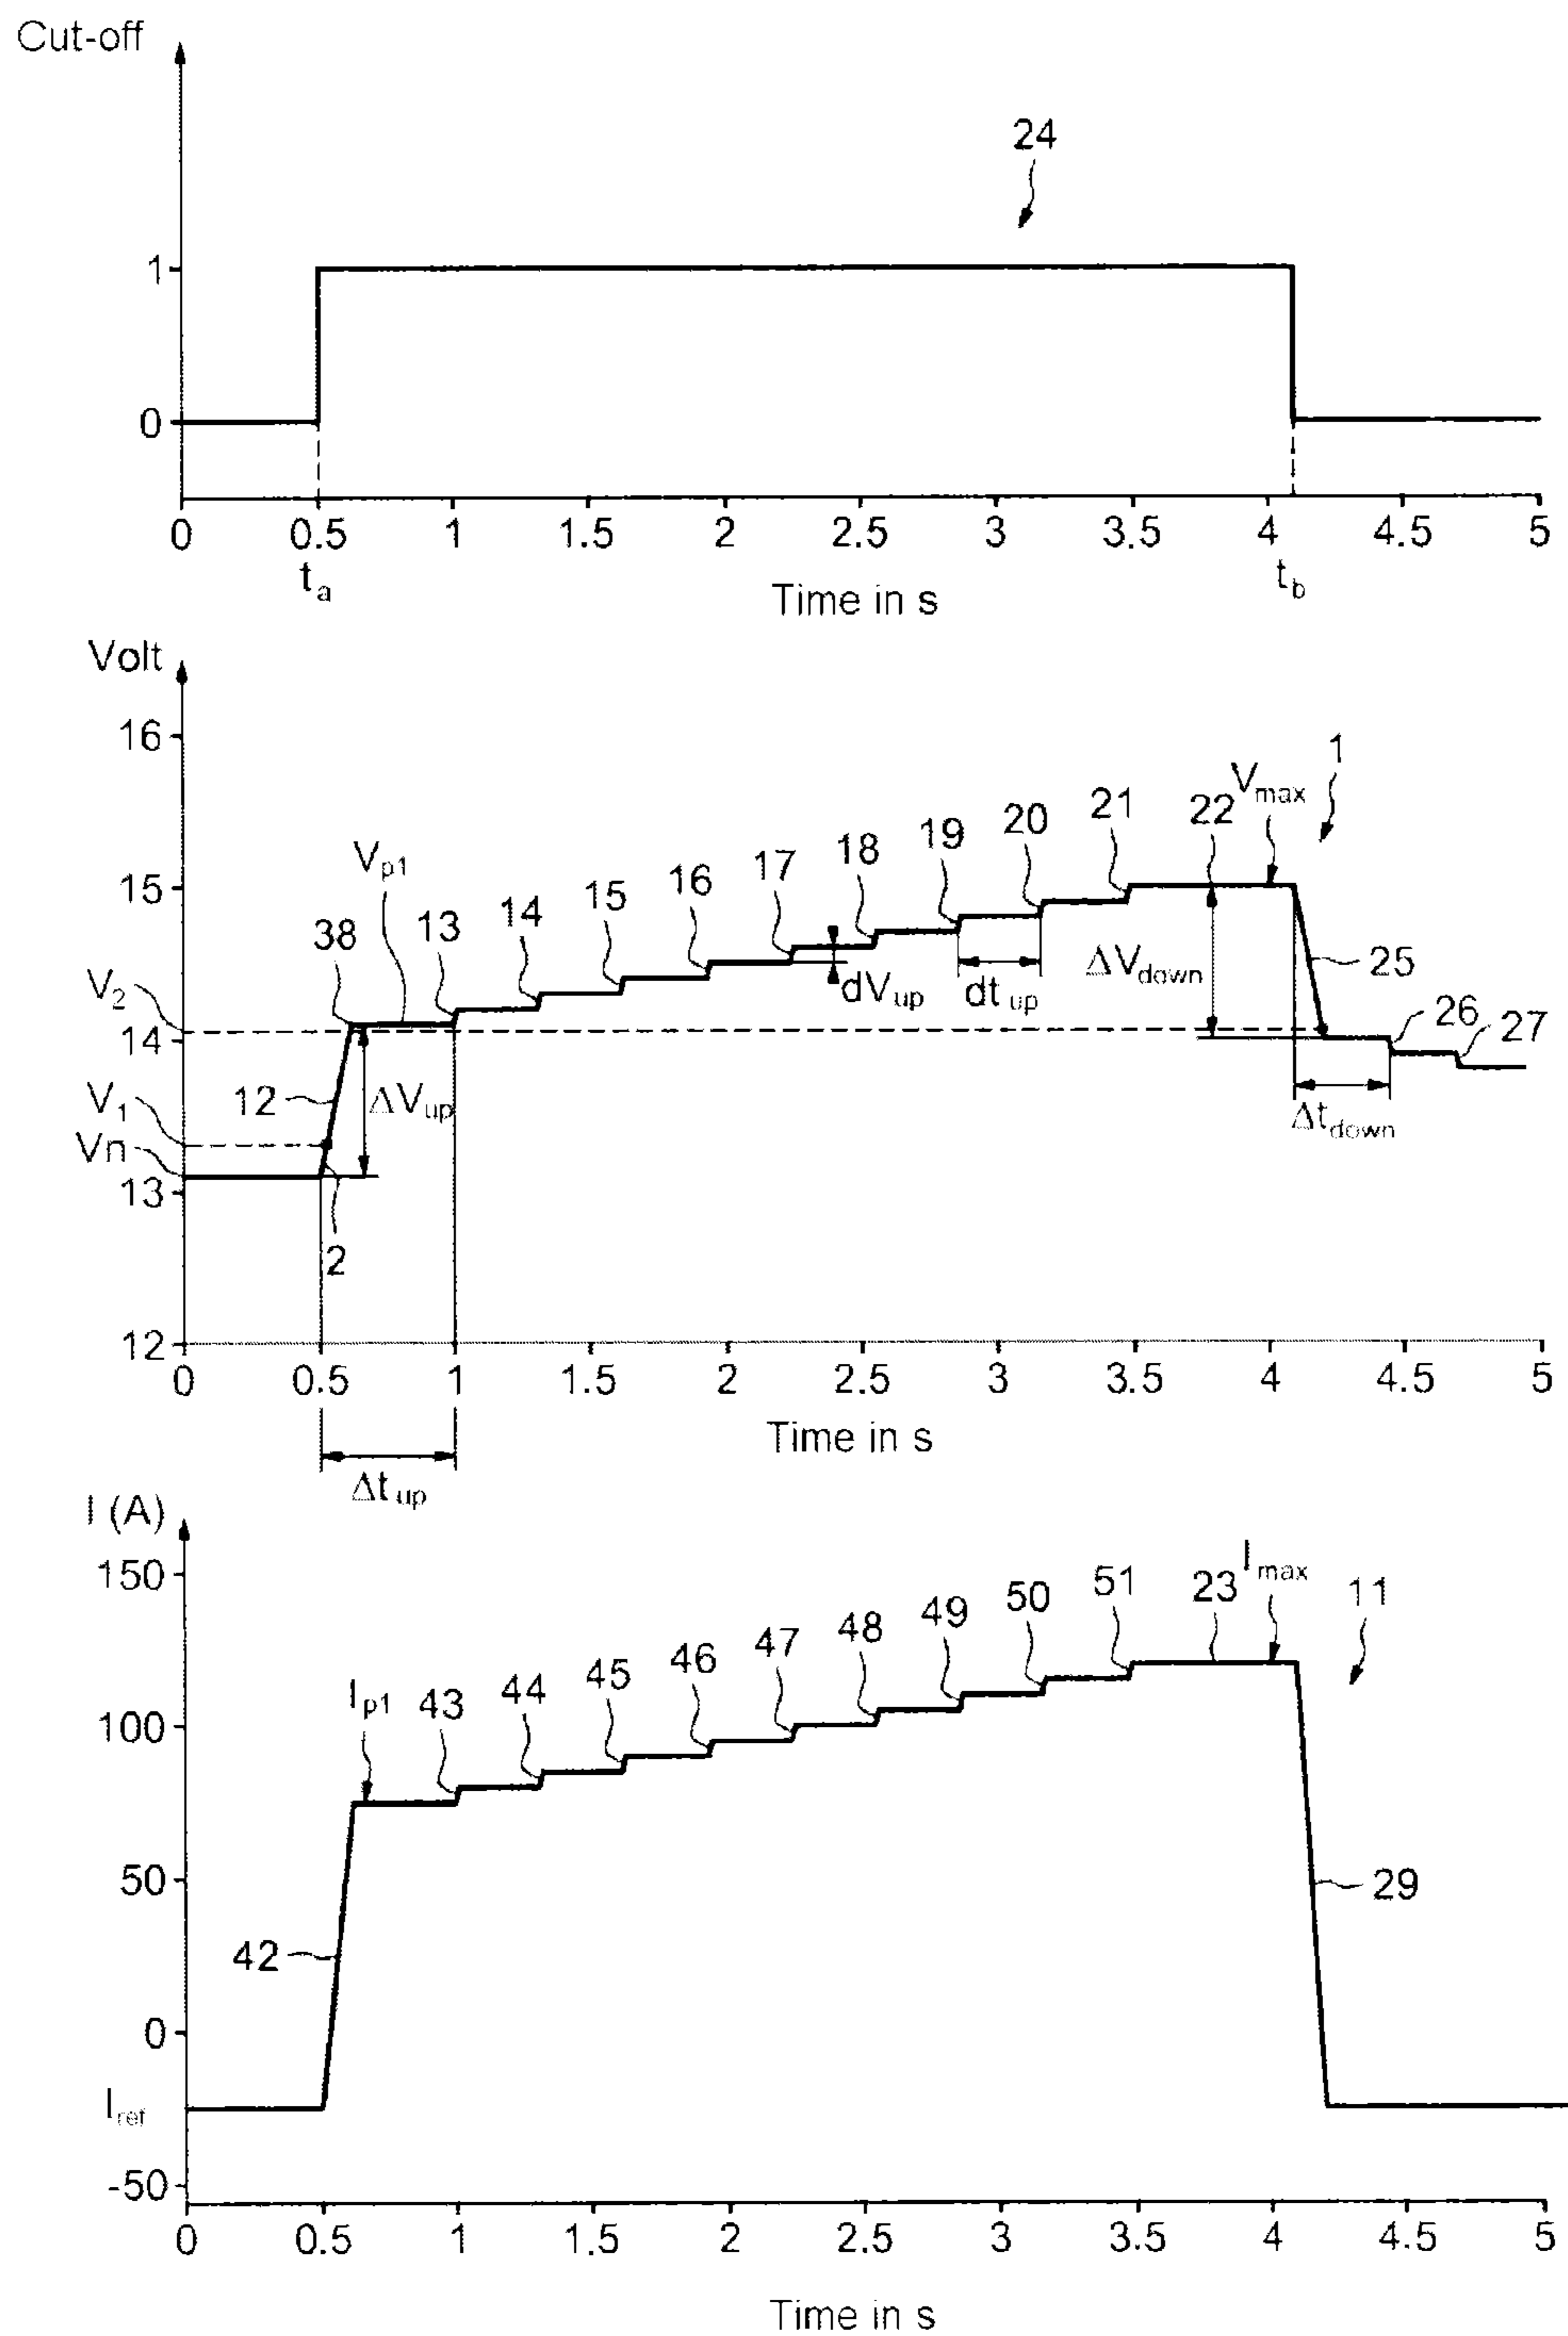 Cut-off
24
1
0
0 0.5 1 1.5 2 2.5 3 3.5 4 4.5 5
ta tb
Time in s
Volt
16
1
Vmax
22
21
20
19
18
17
16
15
14
13
38
Vp1
15
V2
14
V1
Vn
13
12
12
ΔVup
dVup
dtup
ΔVdown
25
26
27
Δtdown
2
0 0.5 1 1.5 2 2.5 3 3.5 4 4.5 5
Time in s
Δtup
I (A)
150
Imax
11
23
51
50
49
48
47
46
45
44
43
Ip1
100
50
29
42
0
Iref
-50
0 0.5 1 1.5 2 2.5 3 3.5 4 4.5 5
Time in s